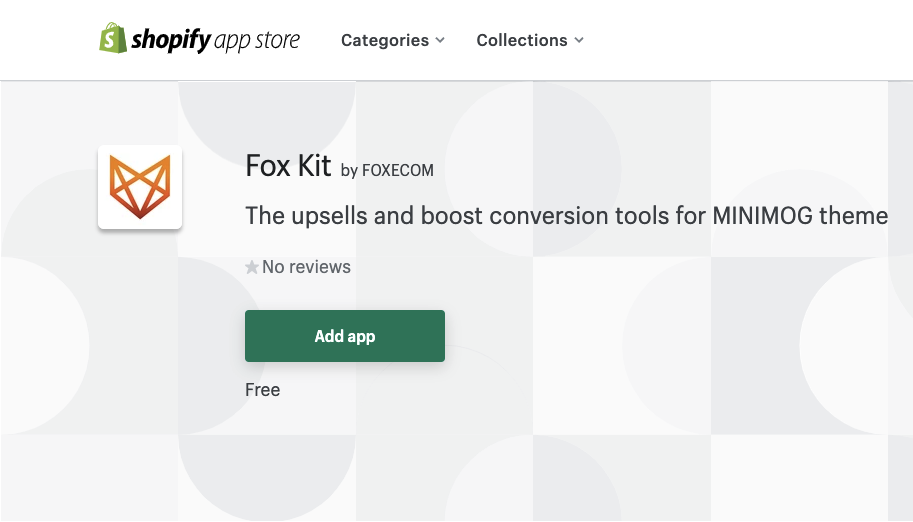 shopify app store
Categories
Collections
Fox Kit by FOXECOM
The upsells and boost conversion tools for MINIMOG theme
No reviews
Add app
Free